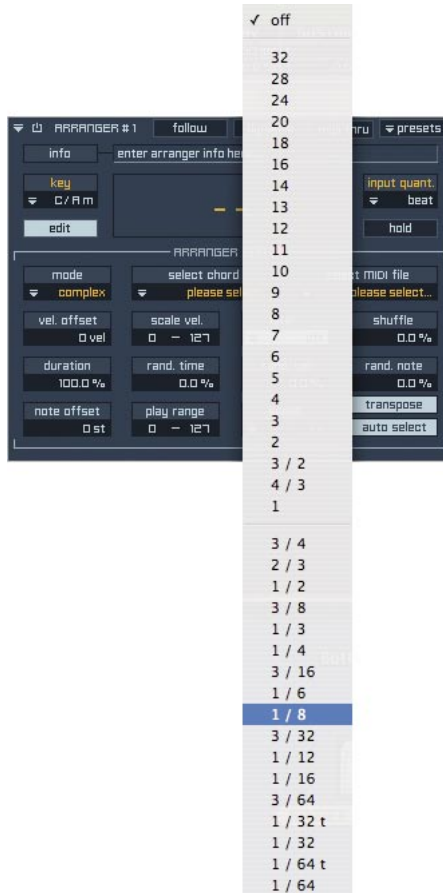 ✓ off
32
28
24
20
18
16
14
13
12
11
10
9
8
7
6
5
4
3
2
3 / 2
4 / 3
1
3 / 4
2 / 3
1 / 2
3 / 8
1 / 3
1 / 4
3 / 16
1 / 6
1 / 8
3 / 32
1 / 12
1 / 16
3 / 64
1 / 32 t
1 / 32
1 / 64 t
1 / 64
ARRANGER #1 follow presets
info enter arranger info
key input quant.
C/Am beat
edit hold
ARRANGER
mode select chord MIDI file
complex please please select...
vel. offset scale vel. shuffle
0 vel 0 — 127 0.0 %
duration rand. time rand. note
100.0 % 0.0 % 0.0 %
note offset play range transpose
0 st 0 — 127 auto select